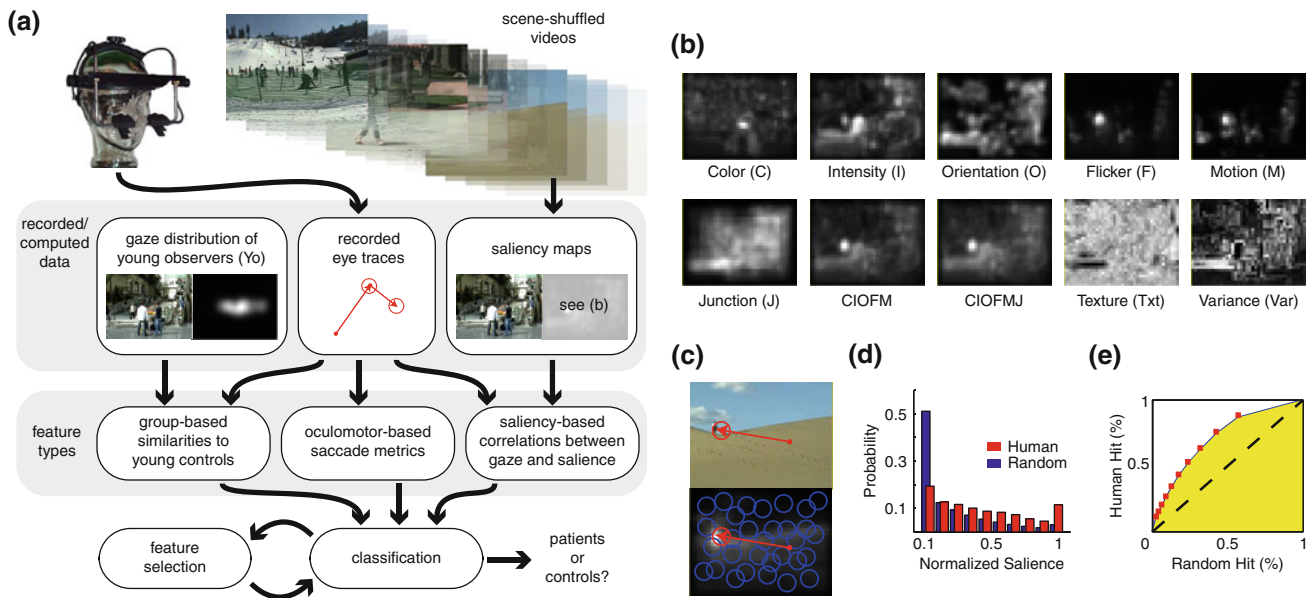 (a)
scene-shuffled
videos
recorded/
computed
data
gaze distribution of
young observers (Yo)
recorded
eye traces
saliency maps
see (b)
feature
types
group-based
similarities to
young controls
oculomotor-based
saccade metrics
saliency-based
correlations between
gaze and salience
feature
selection
classification
patients
or
controls?
(b)
Color (C)
Intensity (I)
Orientation (O)
Flicker (F)
Motion (M)
Junction (J)
CIOFM
CIOFMJ
Texture (Txt)
Variance (Var)
(c)
(d)
Probability
0.5
0.3
0.1
Human
Random
0.1
0.5
1
Normalized Salience
(e)
Human Hit (%)
1
0.5
0
0.5
1
Random Hit (%)